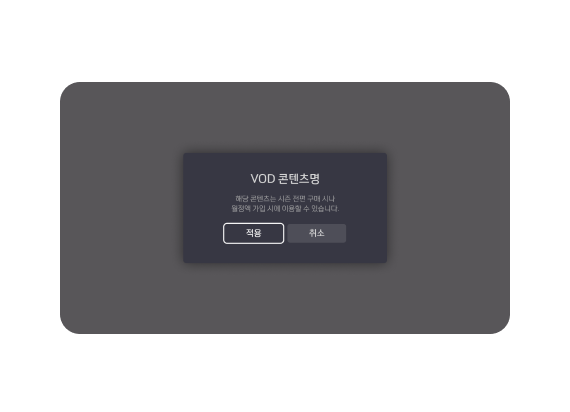 VOD 콘텐츠명
해당 콘텐츠는 시즌 전편 구매 시나
월정액 가입 시에 이용할 수 있습니다.
적용
취소